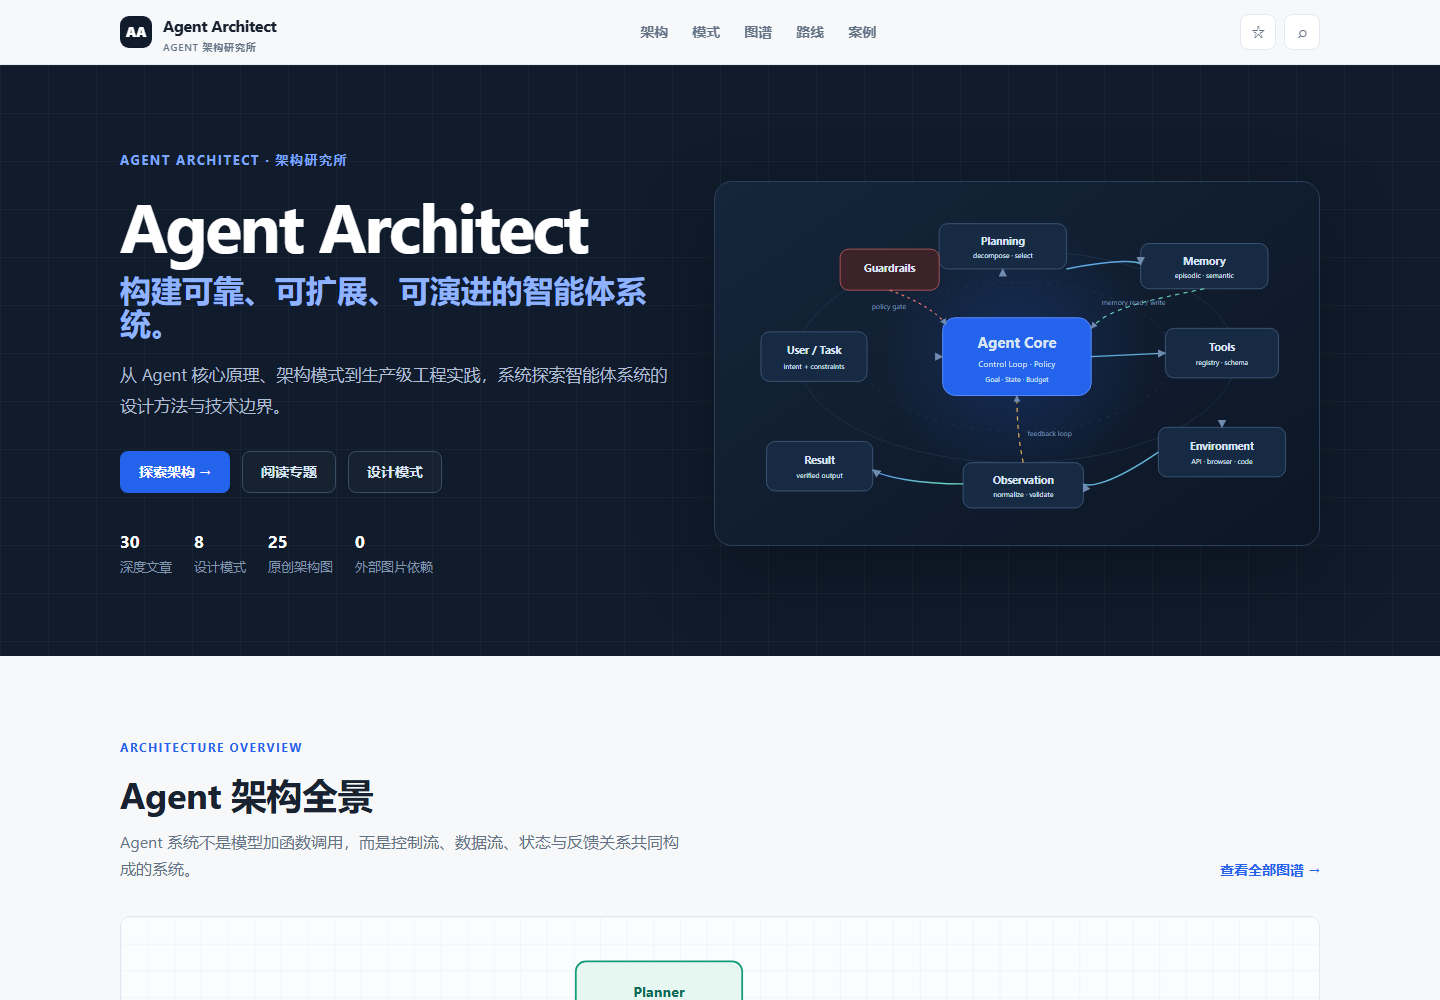 AA
Agent Architect
AGENT 架构研究所
架构
模式
图谱
路线
案例
AGENT ARCHITECT · 架构研究所
Agent Architect
构建可靠、可扩展、可演进的智能体系
统。
从 Agent 核心原理、架构模式到生产级工程实践，系统探索智能体系统的
设计方法与技术边界。
探索架构 →
阅读专题
设计模式
30
深度文章
8
设计模式
25
原创架构图
0
外部图片依赖
Planning
decompose · select
Guardrails
Memory
episodic · semantic
policy gate
memory read / write
Agent Core
Control Loop · Policy
Goal · State · Budget
User / Task
intent + constraints
Tools
registry · schema
feedback loop
Environment
API · browser · code
Result
verified output
Observation
normalize · validate
ARCHITECTURE OVERVIEW
Agent 架构全景
Agent 系统不是模型加函数调用，而是控制流、数据流、状态与反馈关系共同构
成的系统。
查看全部图谱 →
Planner